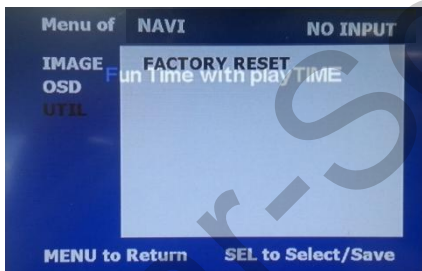 Menu of NAVI NO INPUT
IMAGE FACTORY RESET
Fun Time with playTIME
OSD
UTIL
MENU to Return SEL to Select/Save